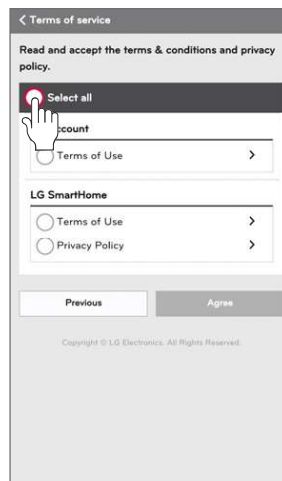 Terms of service
Read and accept the terms & conditions and privacy
policy.
Select all
ccount
Terms of Use
LG SmartHome
Terms of Use
Privacy Policy
Previous
Agree
Copyright © LG Electronics. All Rights Reserved.